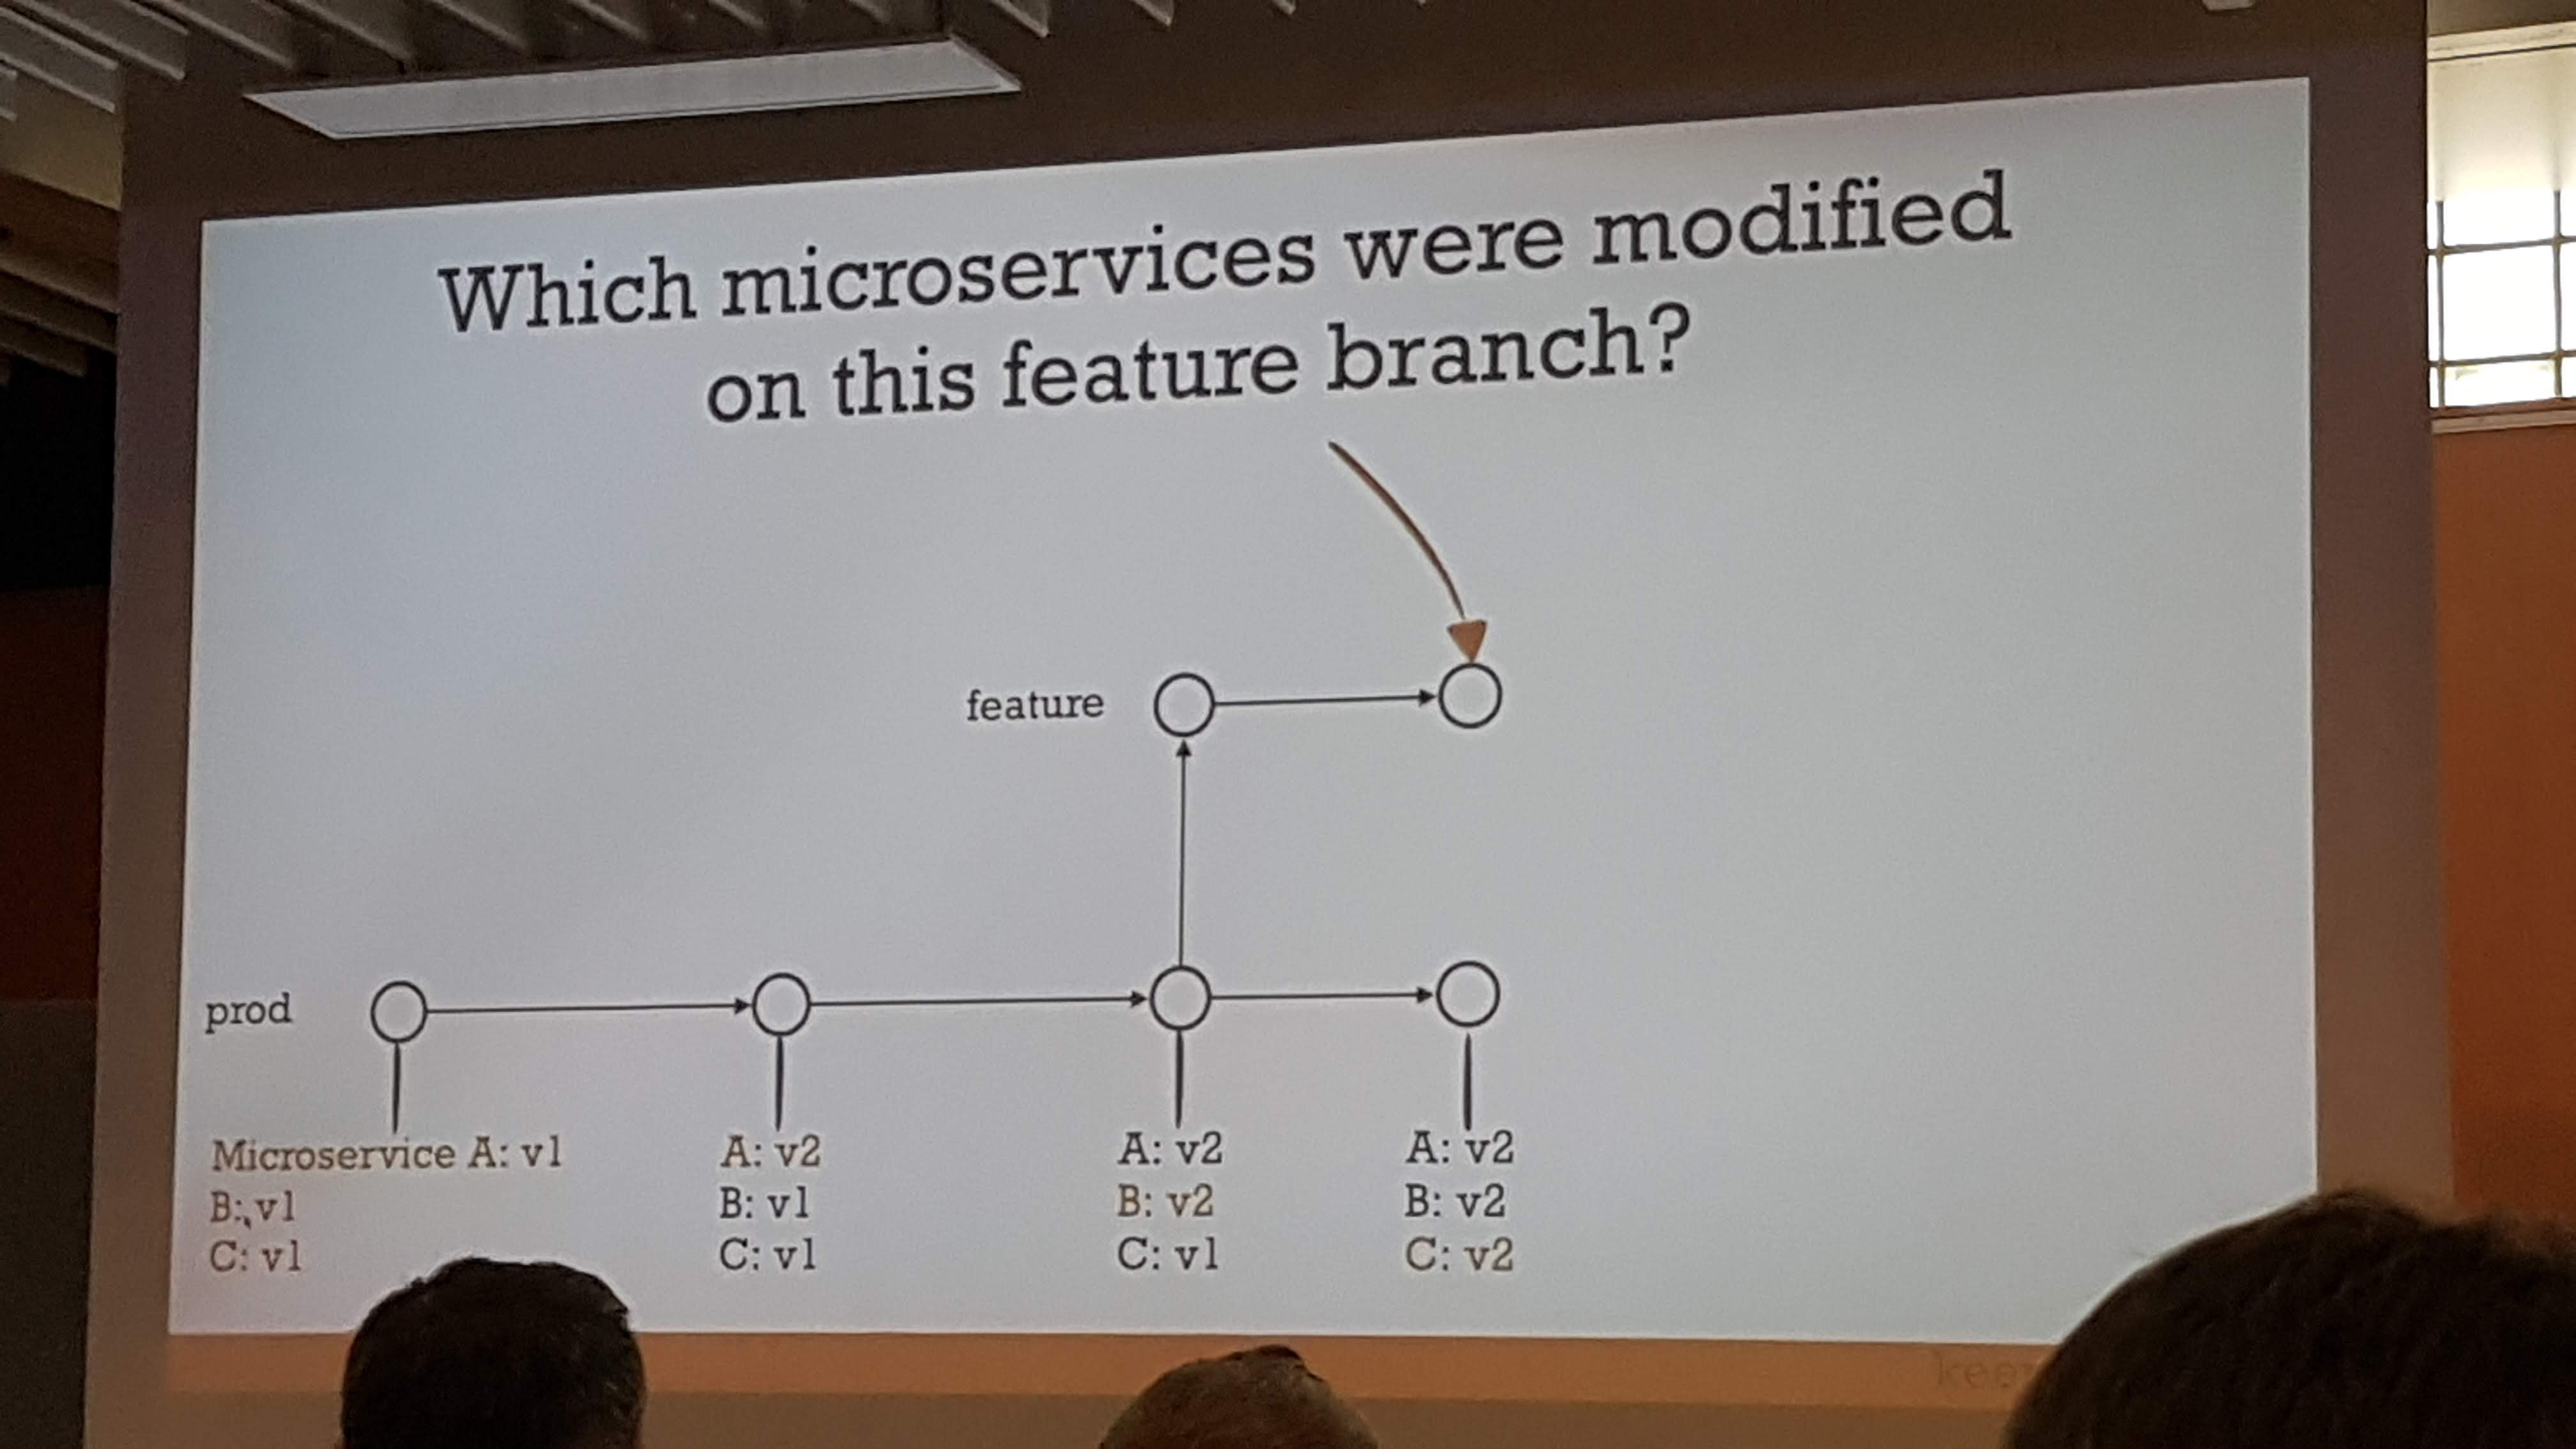 Which microservices were modified
on this feature branch?
feature
prod
Microservice A: v1
B: v1
C: v1
A: v2
B: v1
C: v1
A: v2
B: v2
C: v1
A: v2
B: v2
C: v2